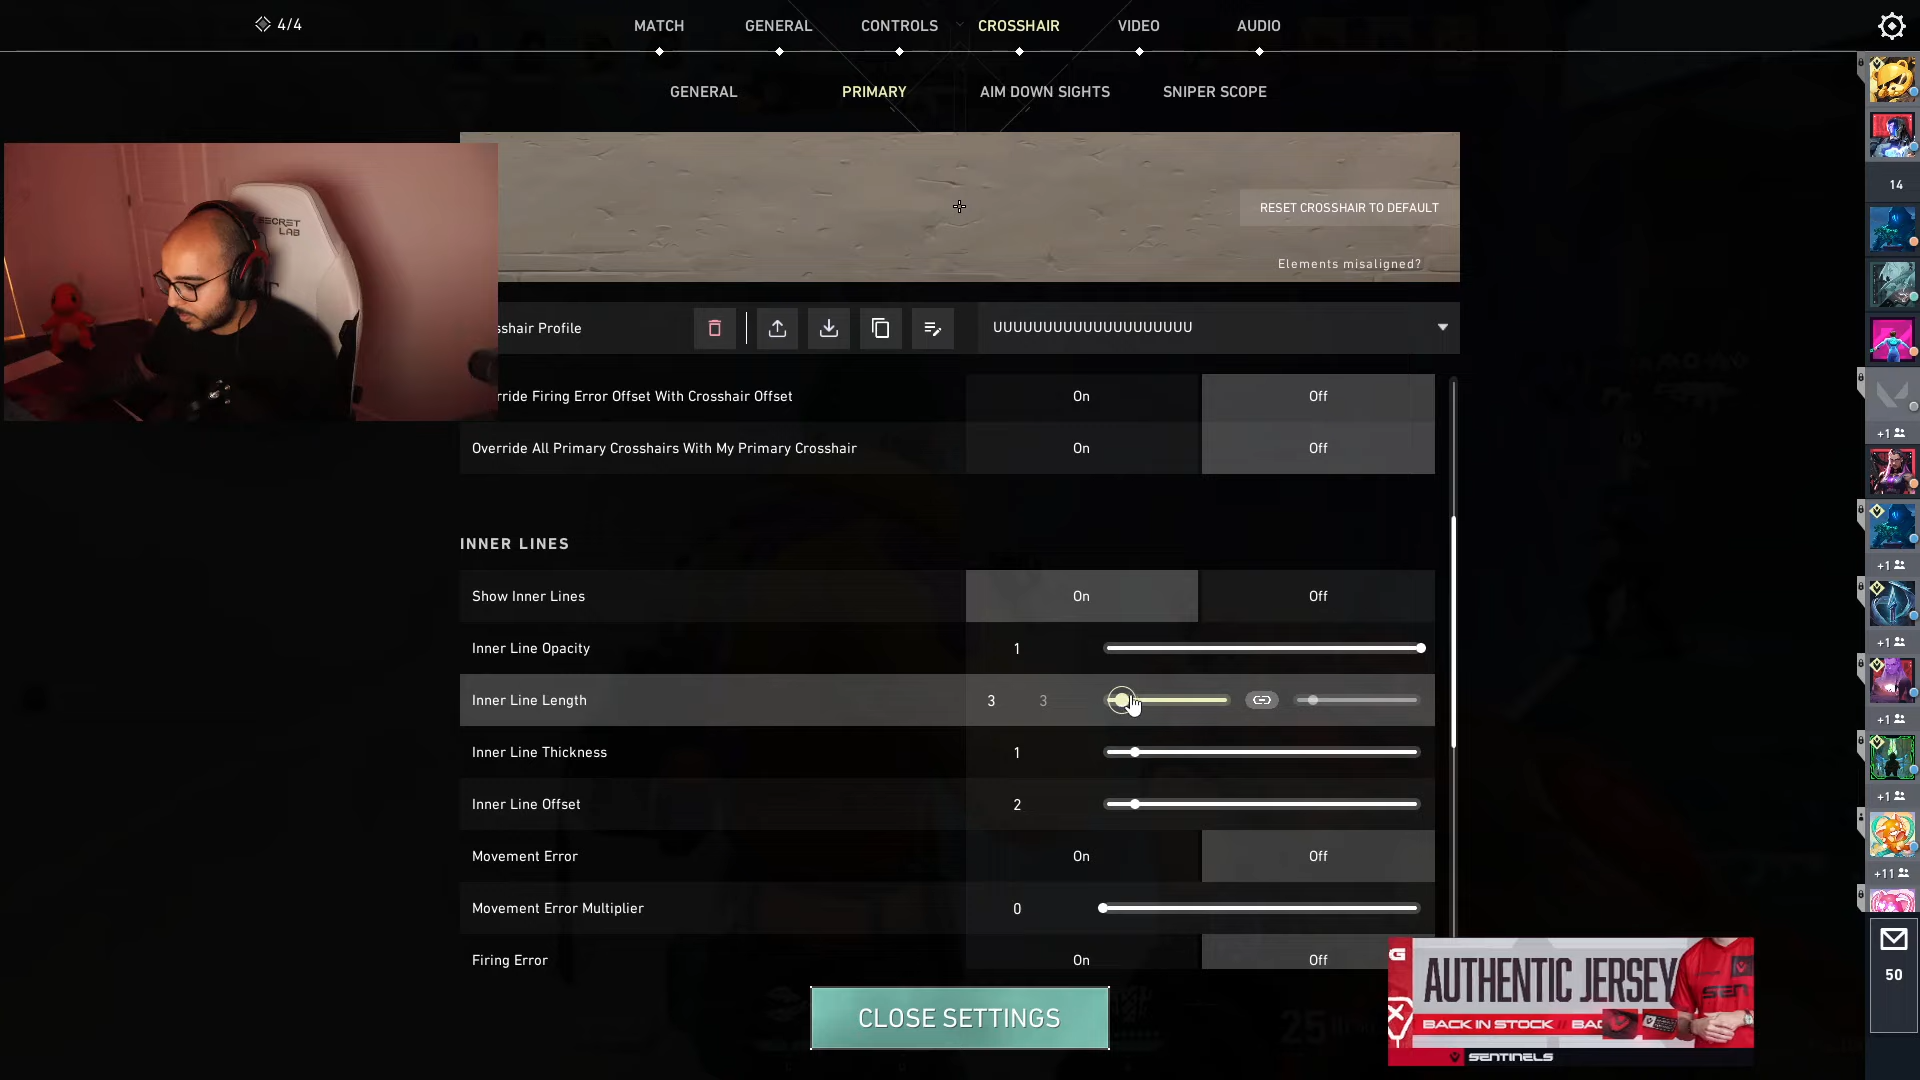 4/4
MATCH GENERAL CONTROLS CROSSHAIR VIDEO AUDIO
GENERAL PRIMARY AIM DOWN SIGHTS SNIPER SCOPE
SECRET
LAB
RESET CROSSHAIR TO DEFAULT
Elements misaligned?
sshair Profile UUUUUUUUUUUUUUUUUUUU
rride Firing Error Offset With Crosshair Offset On Off
Override All Primary Crosshairs With My Primary Crosshair On Off
INNER LINES
Show Inner Lines On Off
Inner Line Opacity 1
Inner Line Length 3 3
Inner Line Thickness 1
Inner Line Offset 2
Movement Error On Off
Movement Error Multiplier 0
Firing Error On Off
CLOSE SETTINGS
14
+1
+1
+1
+1
+1
+11
50
AUTHENTIC JERSEY
BACK IN STOCK // BAC
SENTINELS